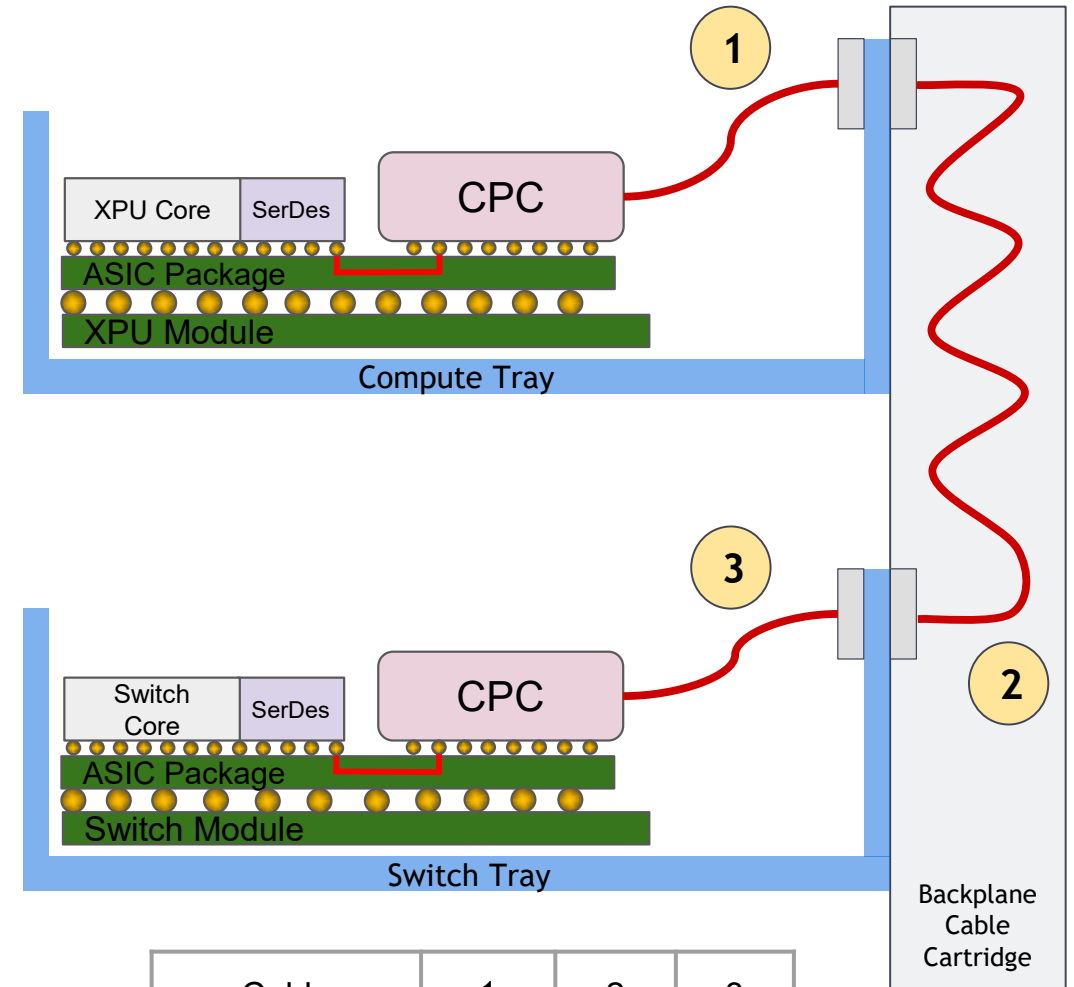 1
CPC
XPU Core
SerDes
ASIC Package
XPU Module
Compute Tray
3
CPC
2
Switch
Core
SerDes
ASIC Package
Switch Module
Switch Tray
Backplane
Cable
Cartridge